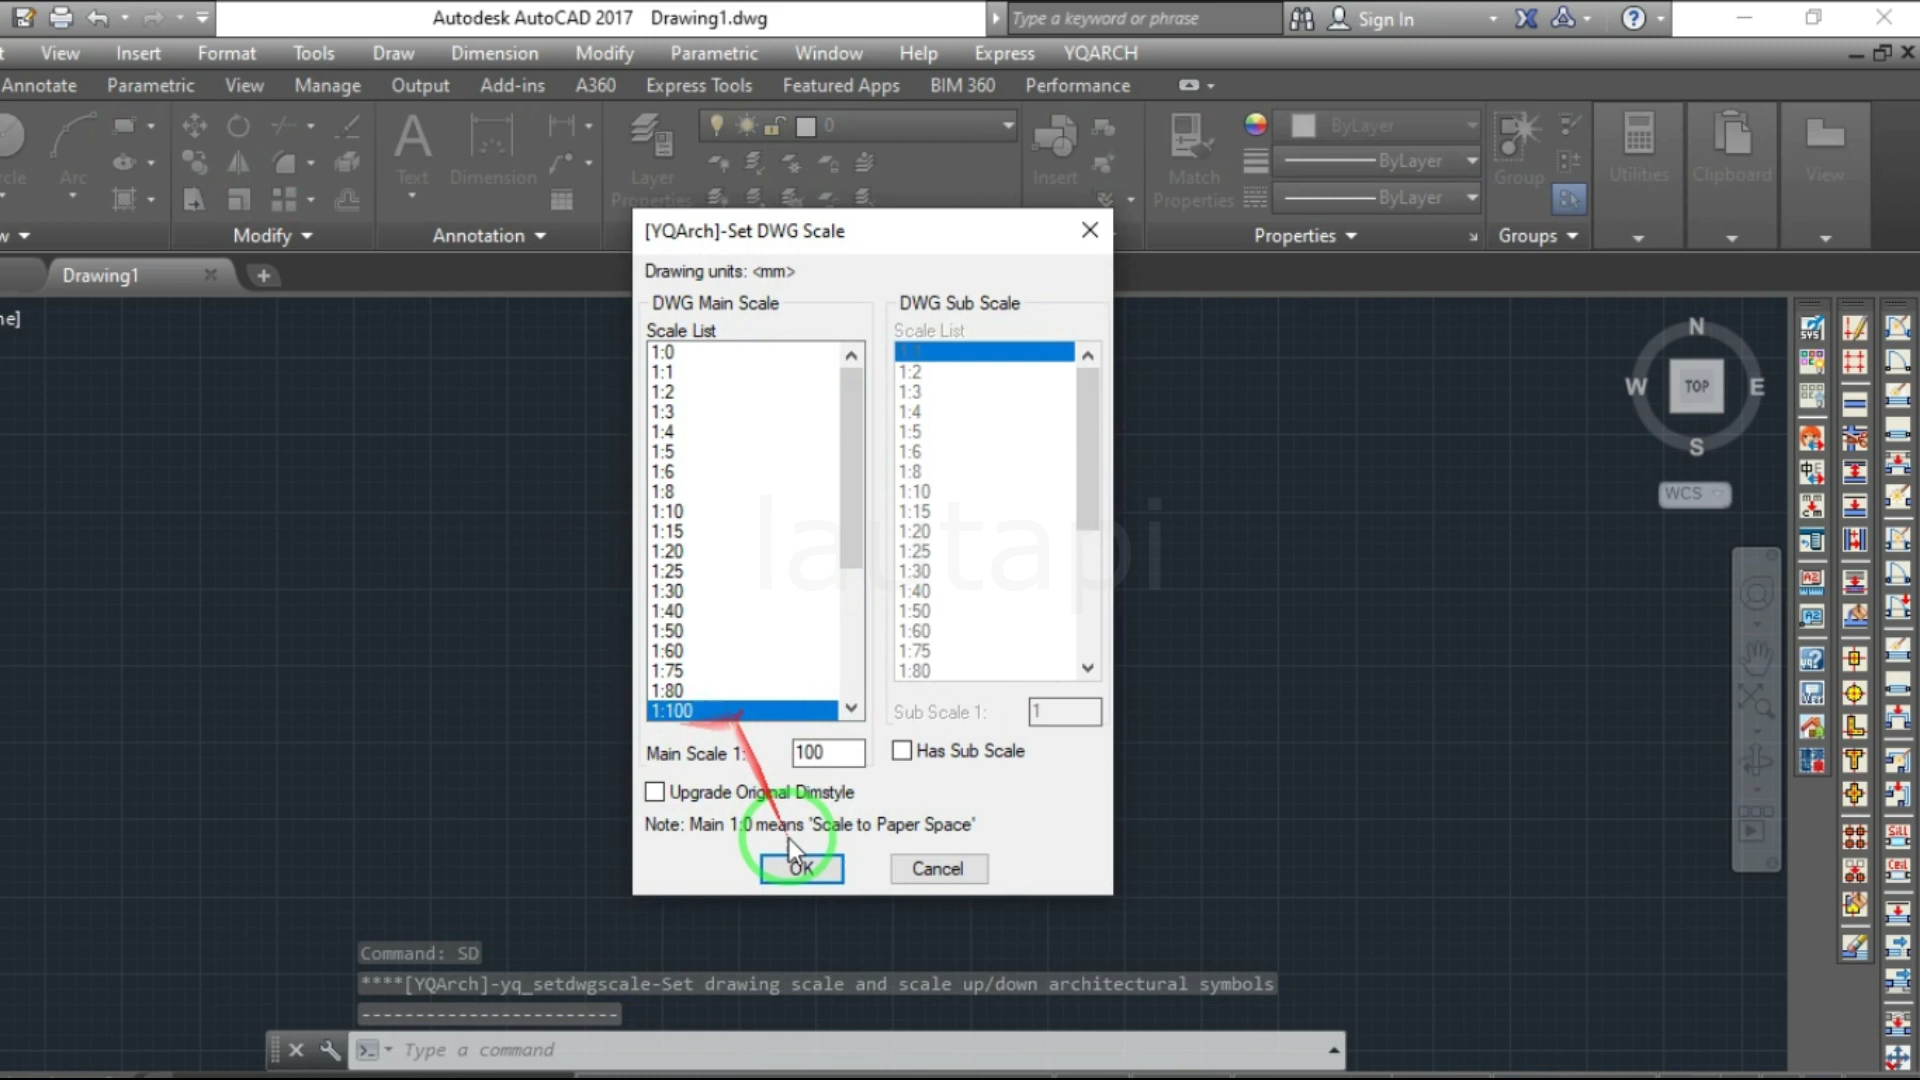 Autodesk AutoCAD 2017 Drawing1.dwg
Type a keyword or phrase
Sign In
View Insert Format Tools Draw Dimension Modify Parametric Window Help Express YQARCH
Annotate Parametric View Manage Output Add-ins A360 Express Tools Featured Apps BIM 360 Performance
0
ByLayer
Arc Text Dimension Layer Properties Insert Match Properties ByLayer Group Utilities Clipboard View
ByLayer
Modify Annotation Properties Groups
Drawing1
[YQArch]-Set DWG Scale
Drawing units: <mm>
DWG Main Scale
Scale List
1:0
1:1
1:2
1:3
1:4
1:5
1:6
1:8
1:10
1:15
1:20
1:25
1:30
1:40
1:50
1:60
1:75
1:80
1:100
Main Scale 1: 100
DWG Sub Scale
Scale List
1:1
1:2
1:3
1:4
1:5
1:6
1:8
1:10
1:15
1:20
1:25
1:30
1:40
1:50
1:60
1:75
1:80
Sub Scale 1: 1
Has Sub Scale
Upgrade Original Dimstyle
Note: Main 1:0 means 'Scale to Paper Space'
OK Cancel
lautapi
N
W TOP E
S
WCS
Command: SD
****[YQArch]-yq_setdwgscale-Set drawing scale and scale up/down architectural symbols
------------------------
Type a command